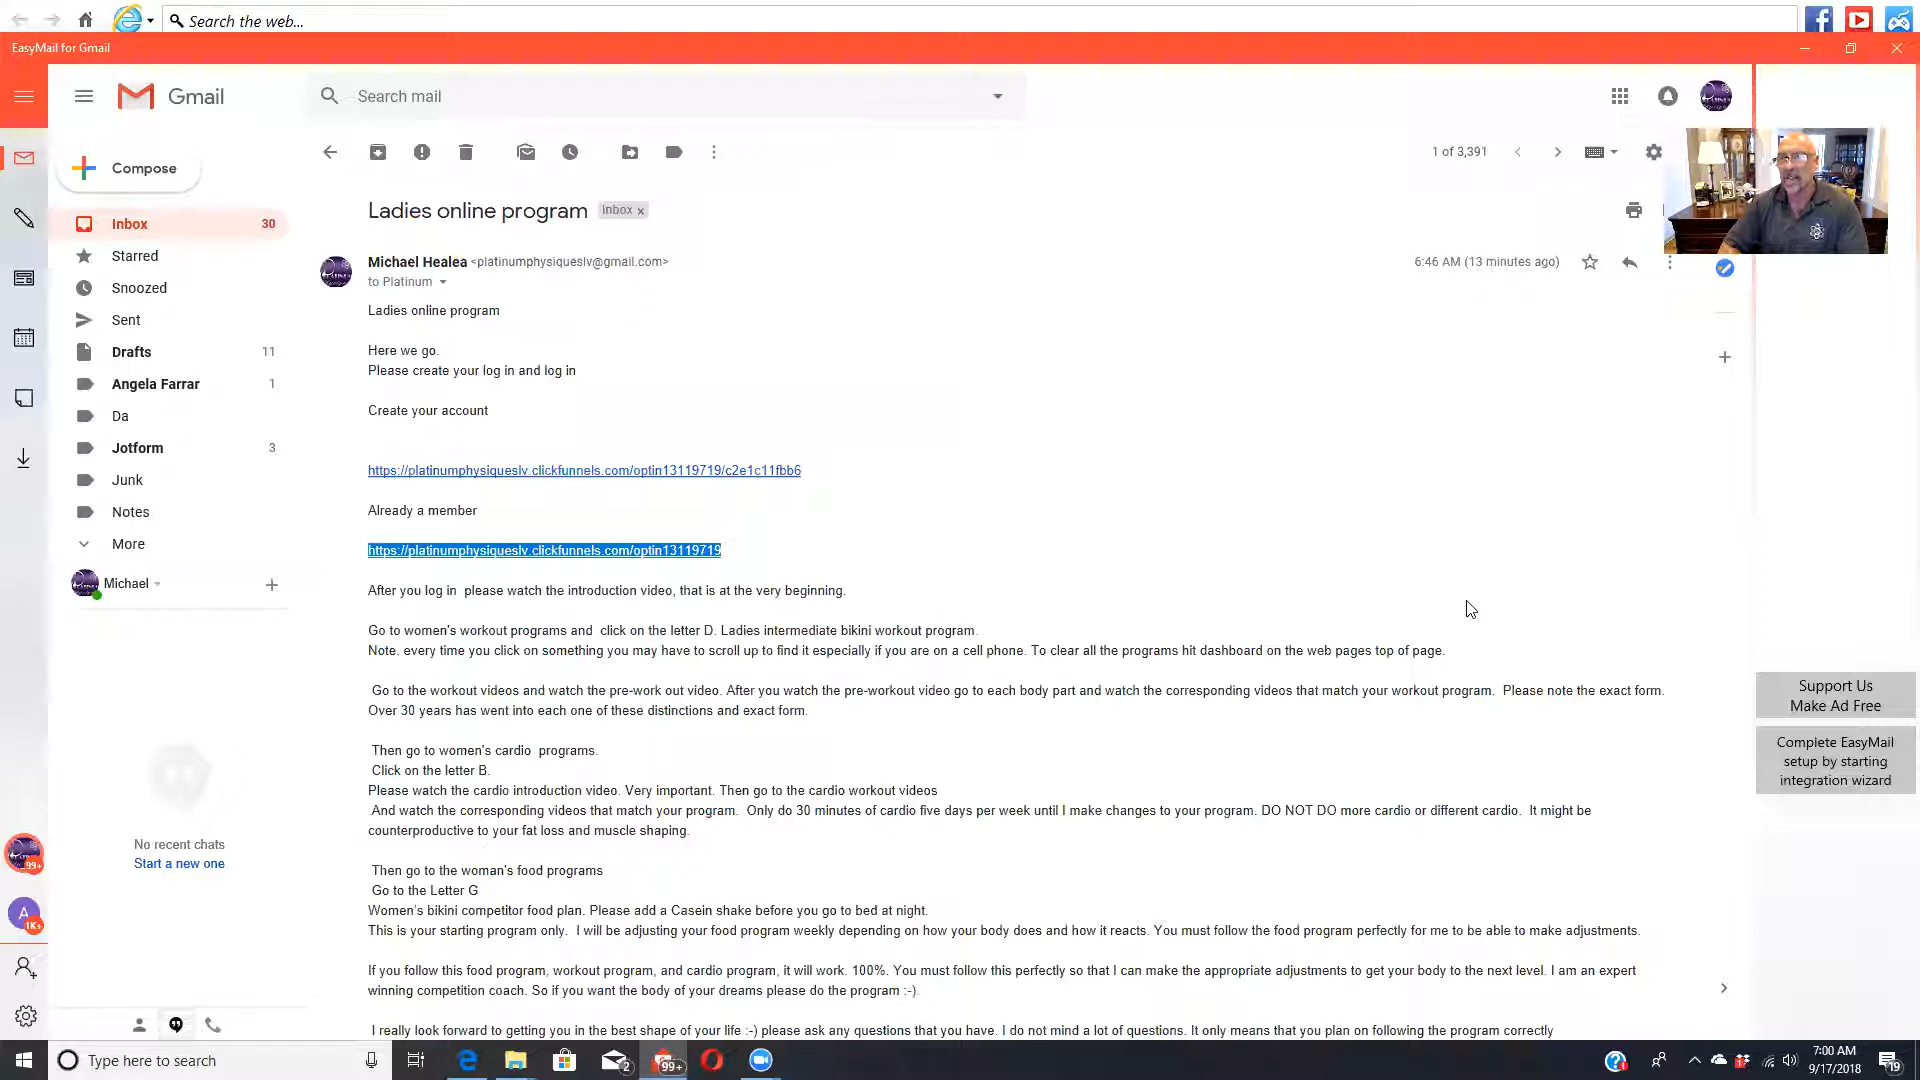 Search the web...
EasyMail for Gmail
Gmail
Search mail
1 of 3,391
Compose
Inbox 30
Starred
Snoozed
Sent
Drafts 11
Angela Farrar 1
Da
Jotform 3
Junk
Notes
More
Michael
No recent chats
Start a new one
Ladies online program Inbox x
Michael Healea <platinumphysiqueslv@gmail.com>
6:46 AM (13 minutes ago)
to Platinum
Ladies online program
Here we go.
Please create your log in and log in
Create your account
https://platinumphysiqueslv.clickfunnels.com/optin13119719/c2e1c11fbb6
Already a member
https://platinumphysiqueslv.clickfunnels.com/optin13119719
After you log in please watch the introduction video, that is at the very beginning.
Go to women's workout programs and click on the letter D. Ladies intermediate bikini workout program.
Note. every time you click on something you may have to scroll up to find it especially if you are on a cell phone. To clear all the programs hit dashboard on the web pages top of page.
Go to the workout videos and watch the pre-work out video. After you watch the pre-workout video go to each body part and watch the corresponding videos that match your workout program. Please note the exact form.
Over 30 years has went into each one of these distinctions and exact form.
Then go to women's cardio programs.
Click on the letter B.
Please watch the cardio introduction video. Very important. Then go to the cardio workout videos
And watch the corresponding videos that match your program. Only do 30 minutes of cardio five days per week until I make changes to your program. DO NOT DO more cardio or different cardio. It might be
counterproductive to your fat loss and muscle shaping.
Then go to the woman's food programs
Go to the Letter G
Women's bikini competitor food plan. Please add a Casein shake before you go to bed at night.
This is your starting program only. I will be adjusting your food program weekly depending on how your body does and how it reacts. You must follow the food program perfectly for me to be able to make adjustments.
If you follow this food program, workout program, and cardio program, it will work. 100%. You must follow this perfectly so that I can make the appropriate adjustments to get your body to the next level. I am an expert
winning competition coach. So if you want the body of your dreams please do the program :-).
I really look forward to getting you in the best shape of your life :-) please ask any questions that you have. I do not mind a lot of questions. It only means that you plan on following the program correctly
Support Us
Make Ad Free
Complete EasyMail
setup by starting
integration wizard
99+
A
1K+
Type here to search
2
99+
7:00 AM
9/17/2018
19